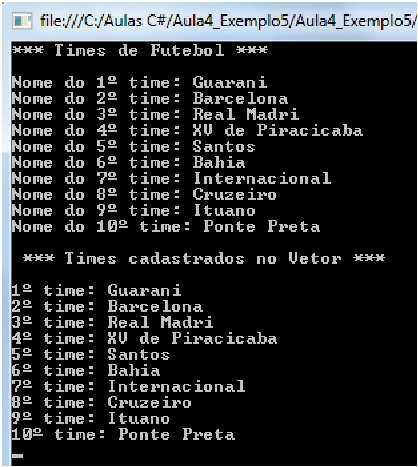 file:///C:/Aulas C#/Aula4_Exemplo5/Aula4_Exemplo5/
*** Times de Futebol ***
Nome do 1º time: Guarani
Nome do 2º time: Barcelona
Nome do 3º time: Real Madri
Nome do 4º time: XV de Piracicaba
Nome do 5º time: Santos
Nome do 6º time: Bahia
Nome do 7º time: Internacional
Nome do 8º time: Cruzeiro
Nome do 9º time: Ituano
Nome do 10º time: Ponte Preta
*** Times cadastrados no Vetor ***
1º time: Guarani
2º time: Barcelona
3º time: Real Madri
4º time: XV de Piracicaba
5º time: Santos
6º time: Bahia
7º time: Internacional
8º time: Cruzeiro
9º time: Ituano
10º time: Ponte Preta